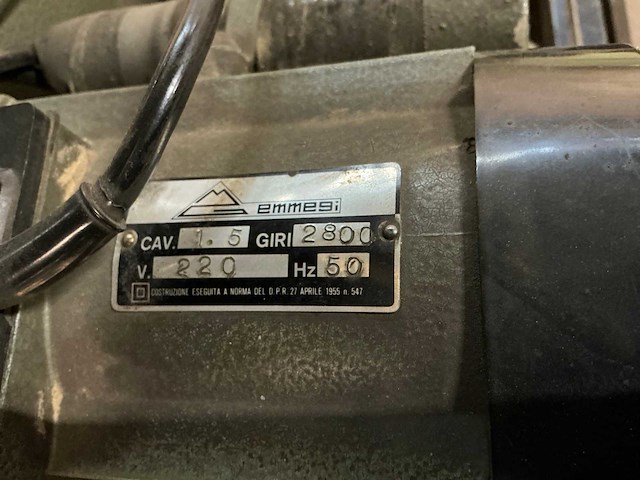 emmegi
CAV. 1.5 GIRI 2800
V. 220 Hz 50
COSTRUZIONE ESEGUITA A NORMA DEL D.P.R. 27 APRILE 1955 n. 547